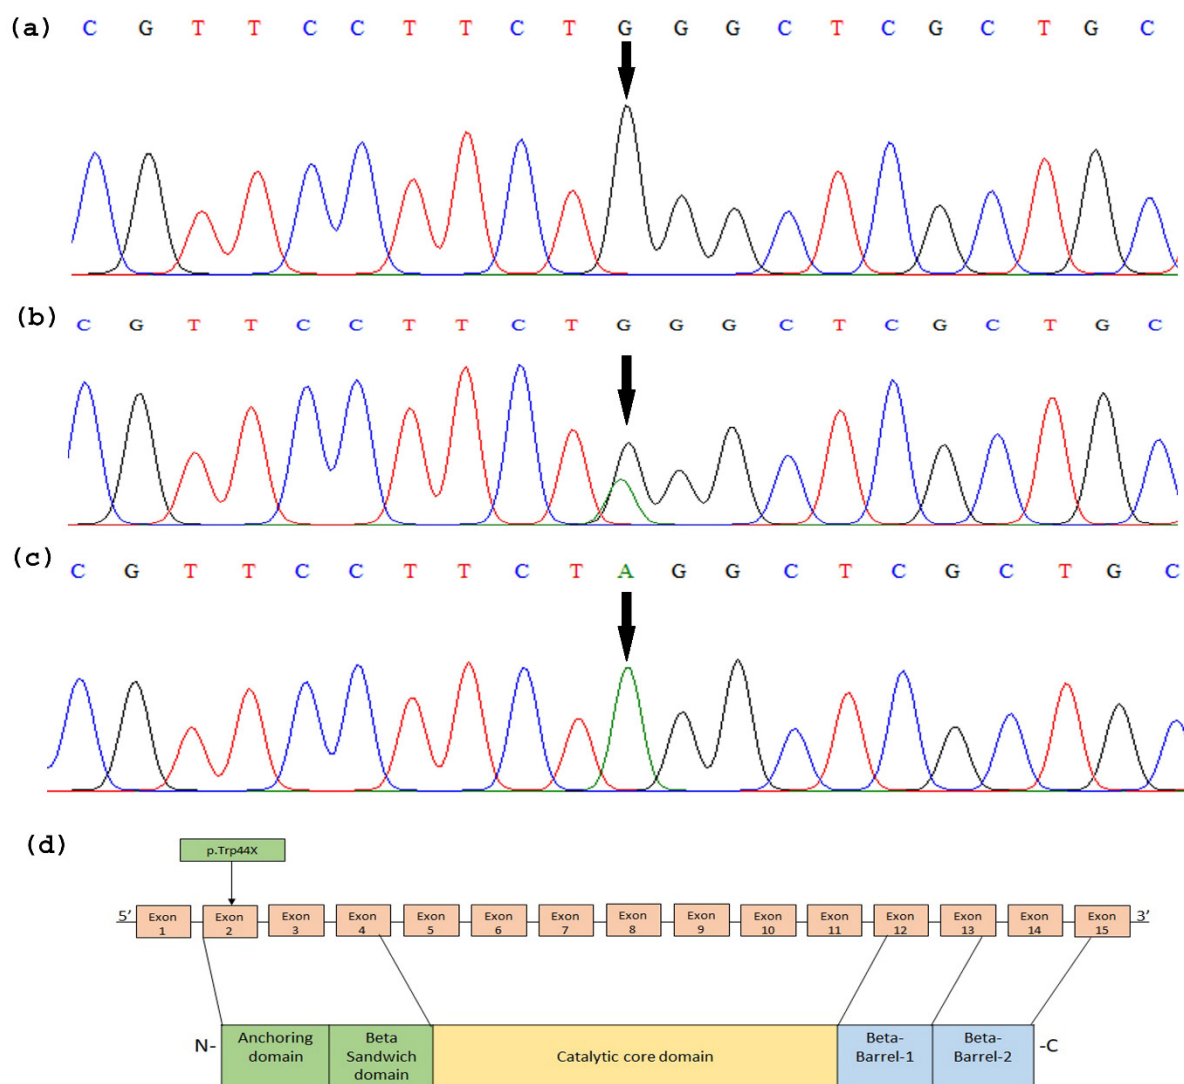 (a) C G T T C C T T C T G G G C T C G C T G C
(b) C G T T C C T T C T G G G C T C G C T G C
(c) C G T T C C T T C T A G G C T C G C T G C
(d)
p.Trp44X
5' Exon 1 Exon 2 Exon 3 Exon 4 Exon 5 Exon 6 Exon 7 Exon 8 Exon 9 Exon 10 Exon 11 Exon 12 Exon 13 Exon 14 Exon 15 3'
N- Anchoring domain Beta Sandwich domain Catalytic core domain Beta-Barrel-1 Beta-Barrel-2 -C